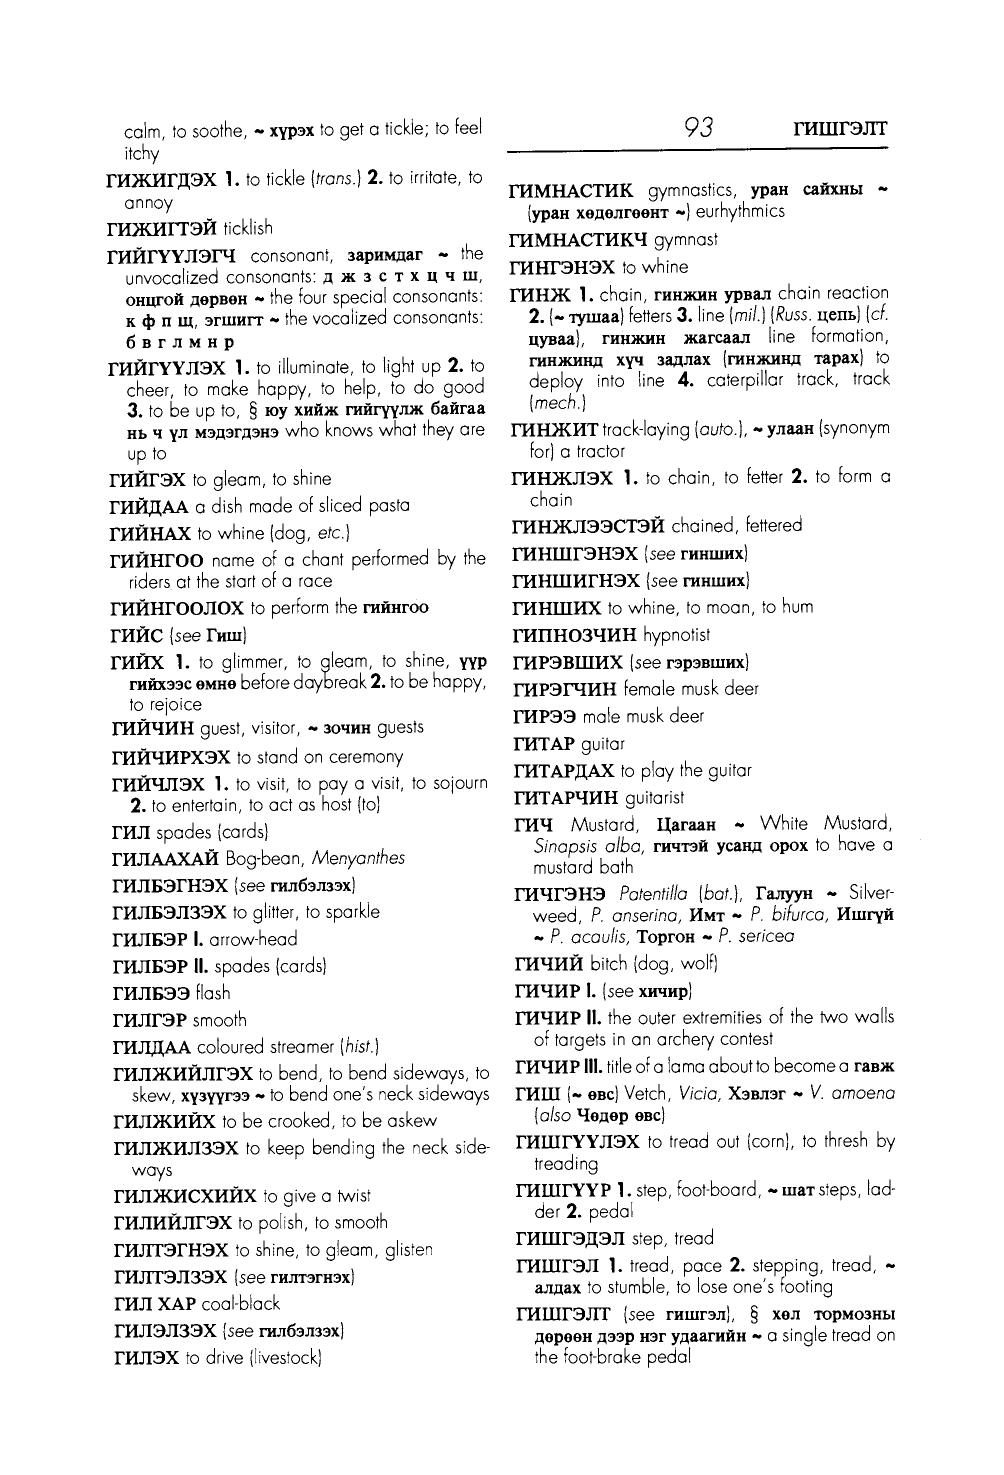 calm, to soothe, ~ хүрэх to get a tickle; to feel
itchy
ГИЖИГДЭХ 1. to tickle (trans.) 2. to irritate, to
annoy
ГИЖИГТЭЙ ticklish
ГИЙГҮҮЛЭГЧ consonant, заримдаг ~ the
unvocalized consonants: д ж з с т х ц ч ш,
онцгой дөрвөн ~ the four special consonants:
к ф п щ, эгшигт ~ the vocalized consonants:
б в г л м н р
ГИЙГҮҮЛЭХ 1. to illuminate, to light up 2. to
cheer, to make happy, to help, to do good
3. to be up to, § юу хийж гийгүүлж байгаа
нь ч үл мэдэгдэнэ who knows what they are
up to
ГИЙГЭХ to gleam, to shine
ГИЙДАА a dish made of sliced pasta
ГИЙНАХ to whine (dog, etc.)
ГИЙНГОО name of a chant performed by the
riders at the start of a race
ГИЙНГООЛОХ to perform the гийнгоо
ГИЙС (see Гиш)
ГИЙХ 1. to glimmer, to gleam, to shine, үүр
гийхээс өмнө before daybreak 2. to be happy,
to rejoice
ГИЙЧИН guest, visitor, ~ зочин guests
ГИЙЧИРХЭХ to stand on ceremony
ГИЙЧЛЭХ 1. to visit, to pay a visit, to sojourn
2. to entertain, to act as host (to)
ГИЛ spades (cards)
ГИЛААХАЙ Bog-bean, Menyanthes
ГИЛБЭГНЭХ (see гилбэлзэх)
ГИЛБЭЛЗЭХ to glitter, to sparkle
ГИЛБЭР I. arrow-head
ГИЛБЭР II. spades (cards)
ГИЛБЭЭ flash
ГИЛГЭР smooth
ГИЛДАА coloured streamer (hist.)
ГИЛЖИЙЛГЭХ to bend, to bend sideways, to
skew, хүзүүгээ ~ to bend one's neck sideways
ГИЛЖИЙХ to be crooked, to be askew
ГИЛЖИЛЗЭХ to keep bending the neck side-
ways
ГИЛЖИСХИЙХ to give a twist
ГИЛИЙЛГЭХ to polish, to smooth
ГИЛТЭГНЭХ to shine, to gleam, glisten
ГИЛТЭЛЗЭХ (see гилтэгнэх)
ГИЛ ХАР coal-black
ГИЛЭЛЗЭХ (see гилбэлзэх)
ГИЛЭХ to drive (livestock)
93 ГИШГЭЛТ
ГИМНАСТИК gymnastics, уран сайхны ~
(уран хөдөлгөөнт ~) eurhythmics
ГИМНАСТИКЧ gymnast
ГИНГЭНЭХ to whine
ГИНЖ 1. chain, гинжин урвал chain reaction
2. (~ тушаа) fetters 3. line (mil.) (Russ. цепь) (cf.
цуваа), гинжин жагсаал line formation,
гинжинд хүч задлах (гинжинд тарах) to
deploy into line 4. caterpillar track, track
(mech.)
ГИНЖИТ track-laying (auto.), ~ улаан (synonym
for) a tractor
ГИНЖЛЭХ 1. to chain, to fetter 2. to form a
chain
ГИНЖЛЭЭСТЭЙ chained, fettered
ГИНШГЭНЭХ (see гинших)
ГИНШИГНЭХ (see гинших)
ГИНШИХ to whine, to moan, to hum
ГИПНОЗЧИН hypnotist
ГИРЭВШИХ (see гэрэвших)
ГИРЭГЧИН female musk deer
ГИРЭЭ male musk deer
ГИТАР guitar
ГИТАРДАХ to play the guitar
ГИТАРЧИН guitarist
ГИЧ Mustard, Цагаан ~ White Mustard,
Sinapsis alba, гичтэй усанд орох to have a
mustard bath
ГИЧГЭНЭ Patentilla (bat.), Галуун ~ Silver-
weed, P. anserina, Имт ~ P. bifurca, Ишгүй
~ P. acaulis, Торгон ~ P. sericea
ГИЧИЙ bitch (dog, wolf)
ГИЧИР I. (see хичир)
ГИЧИР II. the outer extremities of the two walls
of targets in an archery contest
ГИЧИР III. title of a lama about to become a гавж
ГИШ (~ өвс) Vetch, Vicia, Хэвлэг ~ V. amoena
(also Чөдөр өвс)
ГИШГҮҮЛЭХ to tread out (corn), to thresh by
treading
ГИШГҮҮР 1. step, foot-board, ~ шат steps, lad-
der 2. pedal
ГИШГЭДЭЛ step, tread
ГИШГЭЛ 1. tread, pace 2. stepping, tread, ~
алдах to stumble, to lose one's footing
ГИШГЭЛТ (see гишгэл), § хөл тормозны
дөрөөн дээр нэг удаагийн ~ a single tread on
the foot-brake pedal